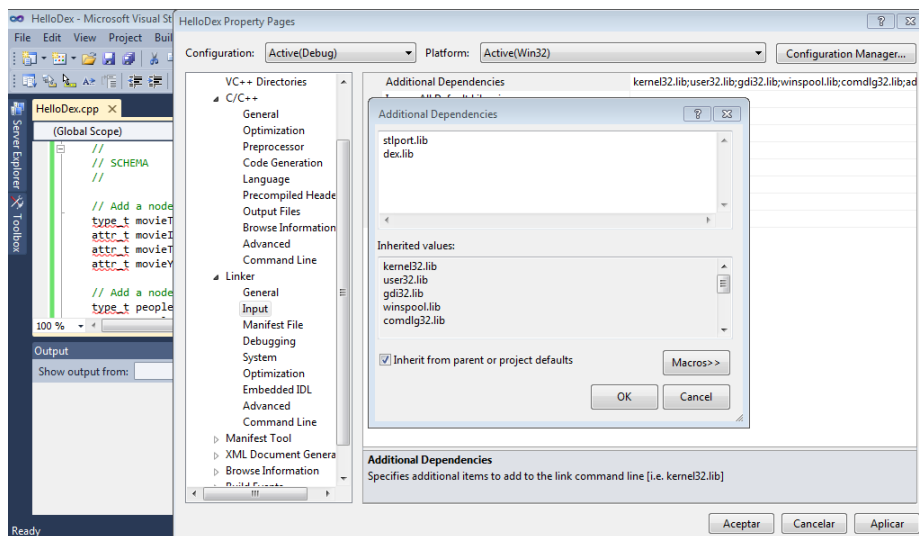 HelloDex - Microsoft Visual St
File Edit View Project Buil
HelloDex.cpp
(Global Scope)
//
// SCHEMA
//
// Add a node
type_t movieT
attr_t movieI
attr_t movieT
attr_t movieY
// Add a node
type_t people
100 %
Output
Show output from:
Ready
Server Explorer
Toolbox
HelloDex Property Pages
Configuration: Active(Debug) Platform: Active(Win32) Configuration Manager...
VC++ Directories
C/C++
General
Optimization
Preprocessor
Code Generation
Language
Precompiled Heade
Output Files
Browse Information
Advanced
Command Line
Linker
General
Input
Manifest File
Debugging
System
Optimization
Embedded IDL
Advanced
Command Line
Manifest Tool
XML Document Genera
Browse Information
Additional Dependencies kernel32.lib;user32.lib;gdi32.lib;winspool.lib;comdlg32.lib;ad
Additional Dependencies
stlport.lib
dex.lib
Inherited values:
kernel32.lib
user32.lib
gdi32.lib
winspool.lib
comdlg32.lib
Inherit from parent or project defaults
Macros>>
OK Cancel
Additional Dependencies
Specifies additional items to add to the link command line [i.e. kernel32.lib]
Aceptar Cancelar Aplicar